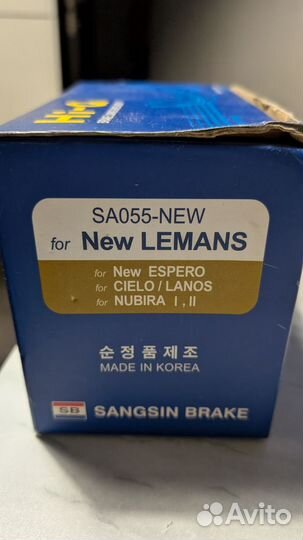 Hi-Q
SA055-NEW
for New LEMANS
for New ESPERO
for CIELO / LANOS
for NUBIRA I , II
순정품제조
MADE IN KOREA
SB SANGSIN BRAKE
Avito